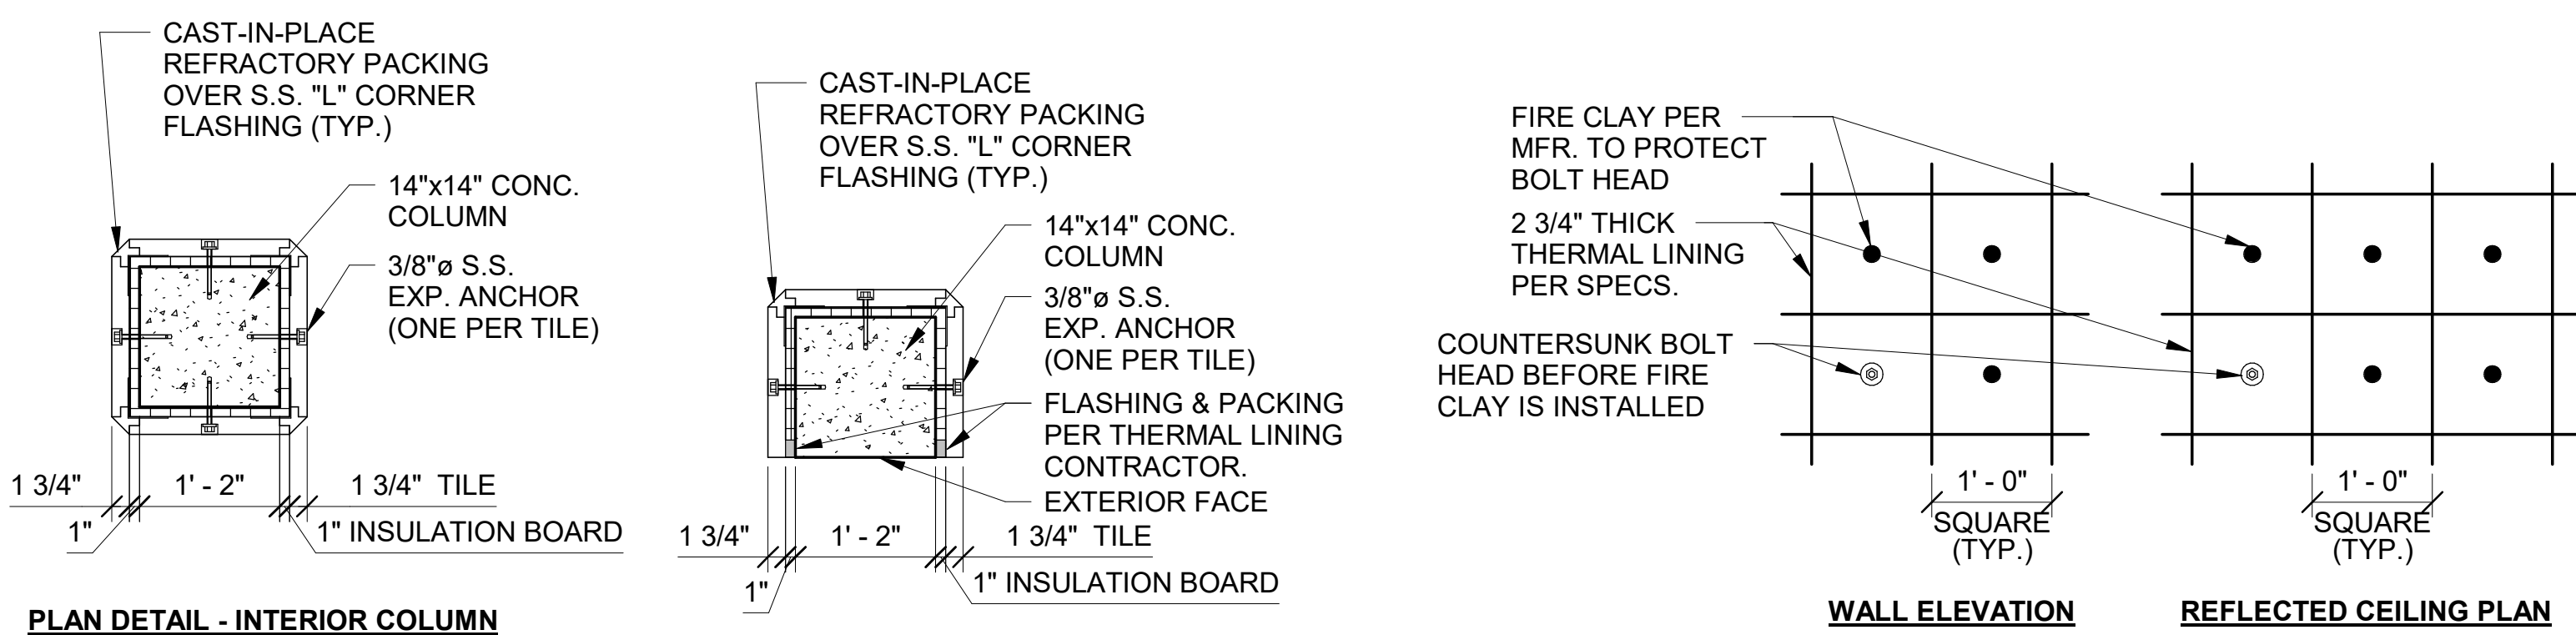 CAST-IN-PLACE
REFRACTORY PACKING
OVER S.S. "L" CORNER
FLASHING (TYP.)
14"x14" CONC.
COLUMN
3/8"ø S.S.
EXP. ANCHOR
(ONE PER TILE)
1 3/4"
1' - 2"
1 3/4" TILE
1"
1" INSULATION BOARD
PLAN DETAIL - INTERIOR COLUMN
CAST-IN-PLACE
REFRACTORY PACKING
OVER S.S. "L" CORNER
FLASHING (TYP.)
14"x14" CONC.
COLUMN
3/8"ø S.S.
EXP. ANCHOR
(ONE PER TILE)
FLASHING & PACKING
PER THERMAL LINING
CONTRACTOR.
EXTERIOR FACE
1 3/4"
1' - 2"
1 3/4" TILE
1"
1" INSULATION BOARD
FIRE CLAY PER
MFR. TO PROTECT
BOLT HEAD
2 3/4" THICK
THERMAL LINING
PER SPECS.
COUNTERSUNK BOLT
HEAD BEFORE FIRE
CLAY IS INSTALLED
1' - 0"
SQUARE
(TYP.)
WALL ELEVATION
1' - 0"
SQUARE
(TYP.)
REFLECTED CEILING PLAN